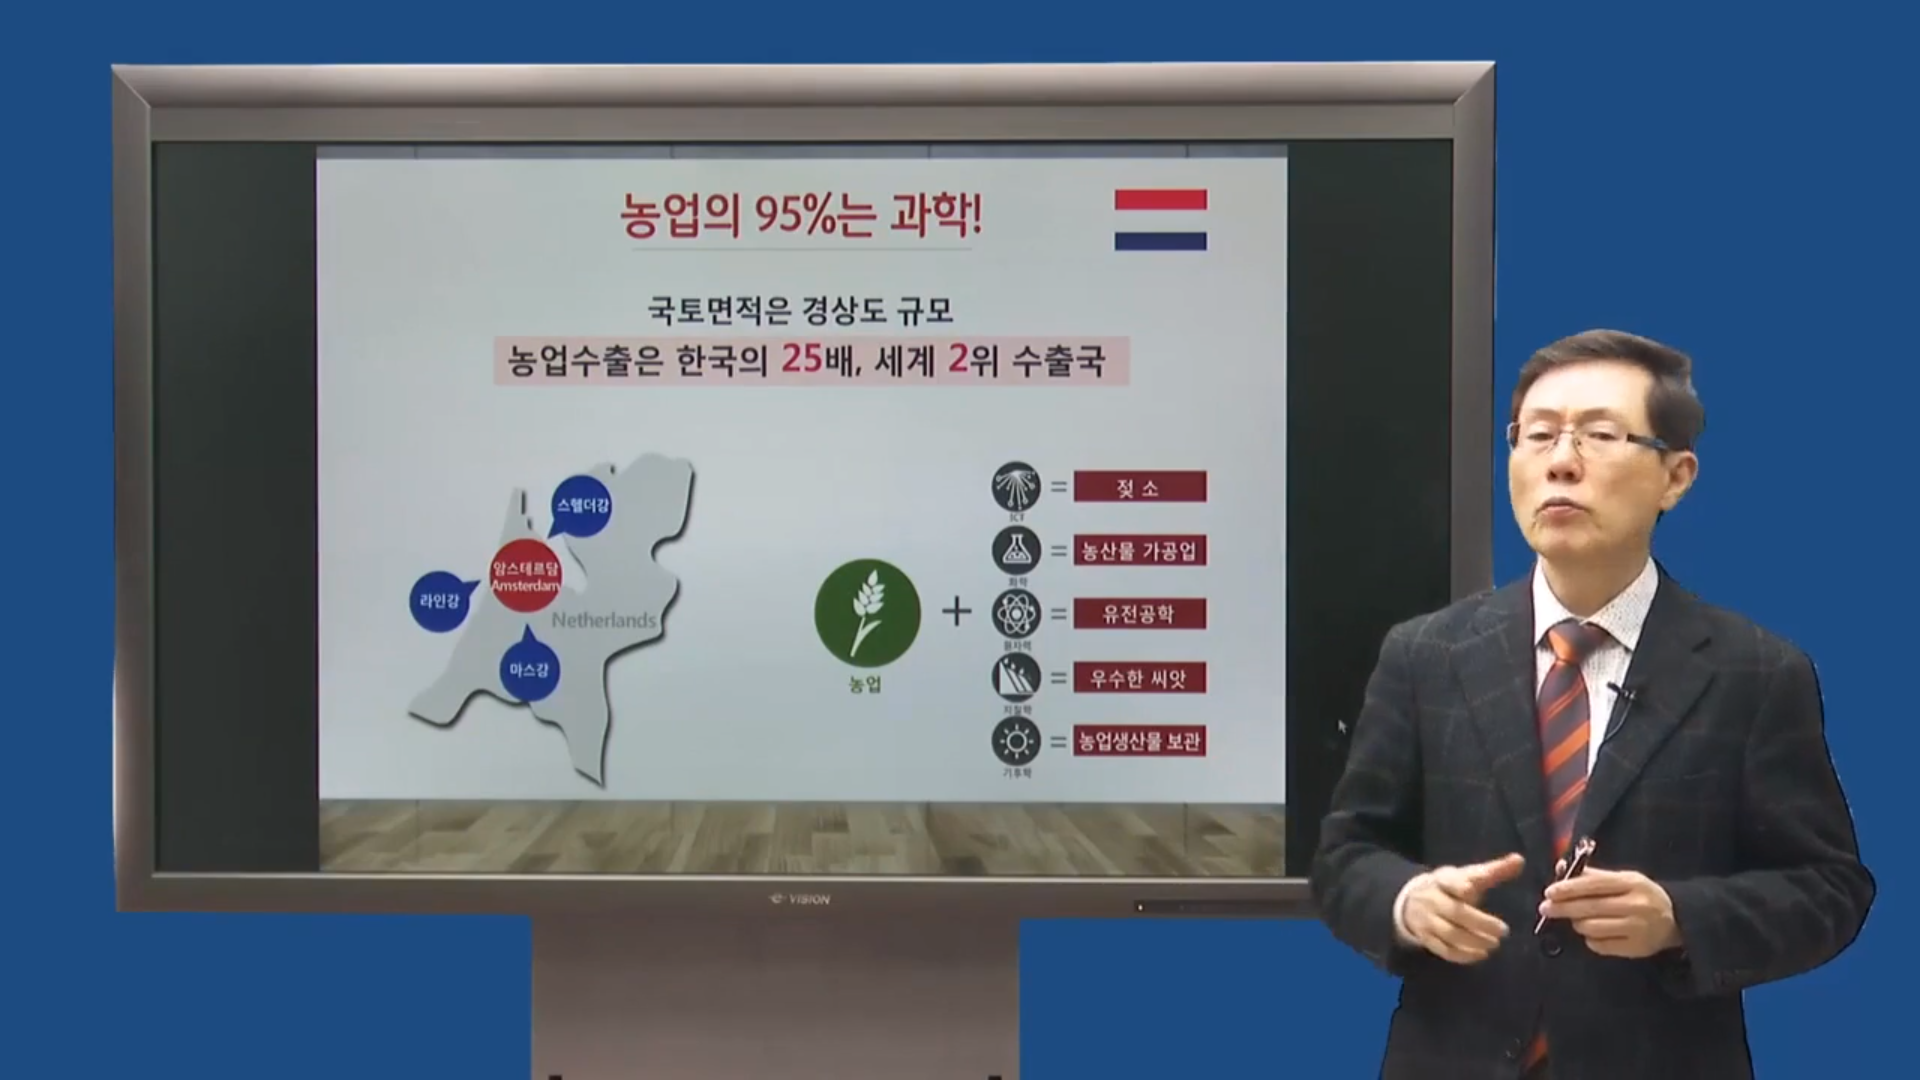 농업의 95%는 과학!
국토면적은 경상도 규모
농업수출은 한국의 25배, 세계 2위 수출국
스헬더강
암스테르담
Amsterdam
라인강
Netherlands
마스강
농업
+
ICT
=
젖 소
화학
=
농산물 가공업
원자력
=
유전공학
지질학
=
우수한 씨앗
기후학
=
농업생산물 보관
e-VISION